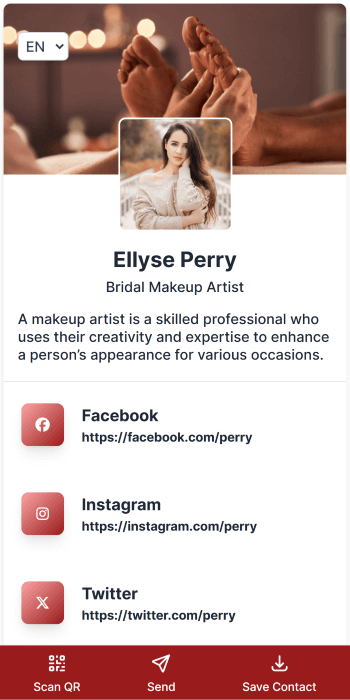 EN
Ellyse Perry
Bridal Makeup Artist
A makeup artist is a skilled professional who
uses their creativity and expertise to enhance
a person’s appearance for various occasions.
Facebook
https://facebook.com/perry
Instagram
https://instagram.com/perry
Twitter
https://twitter.com/perry
Scan QR
Send
Save Contact